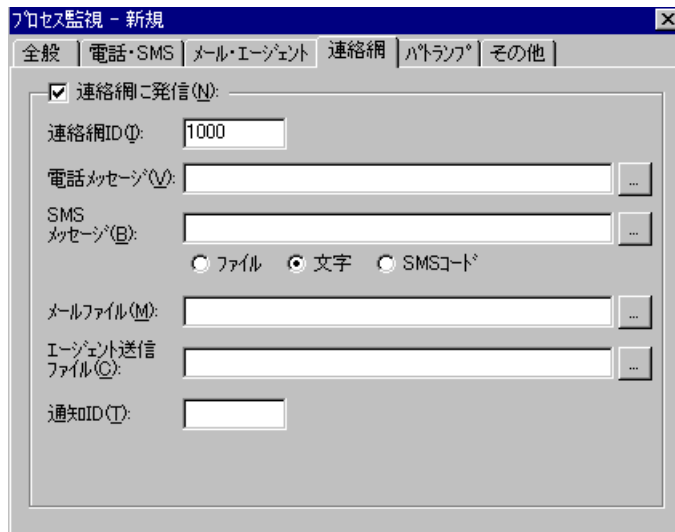 プロセス監視 - 新規
全般 電話・SMS メール・エージェント 連絡網 パトランプ その他
連絡網に発信(N):
連絡網ID(I): 1000
電話メッセージ(V): ...
SMS
メッセージ(B): ...
ファイル 文字 SMSコード
メールファイル(M): ...
エージェント送信
ファイル(C): ...
通知ID(T):